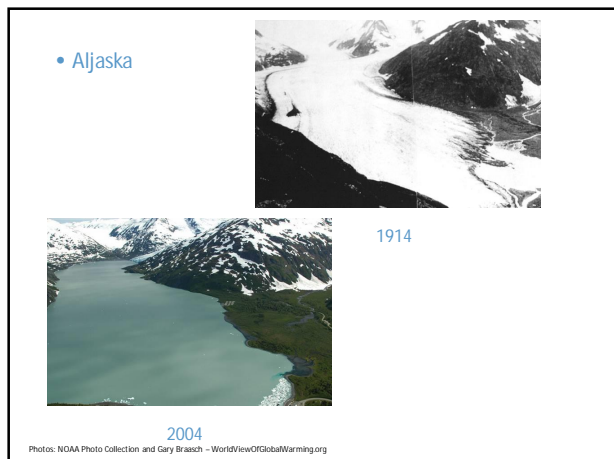 • Aljaska
1914
2004
Photos: NOAA Photo Collection and Gary Braasch – WorldViewOfGlobalWarming.org